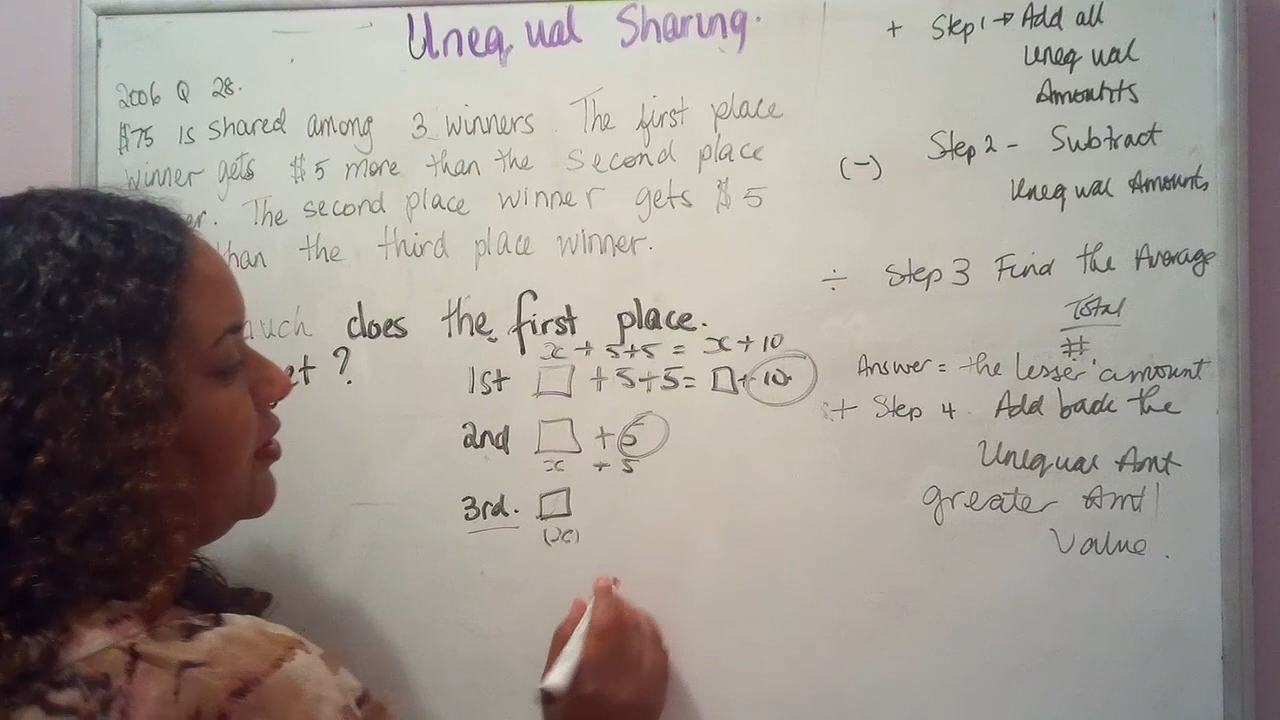 Unequal Sharing.
2006 Q 28.
$75 is shared among 3 winners. The first place
winner gets $5 more than the second place
er. The second place winner gets $5
han the third place winner.
uch does the first place.
et ?
x + 5+5 = x+10
1st □ +5+5= □+10
2nd □ +5
x + 5
3rd. □
(x)
+ Step 1 → Add all
Unequal
Amounts
(-) Step 2 - Subtract
Unequal Amounts
÷ Step 3 Find the Average
Total
#
Answer = the lesser amount
+ Step 4. Add back the
Unequal Amt
greater Amt/
Value.